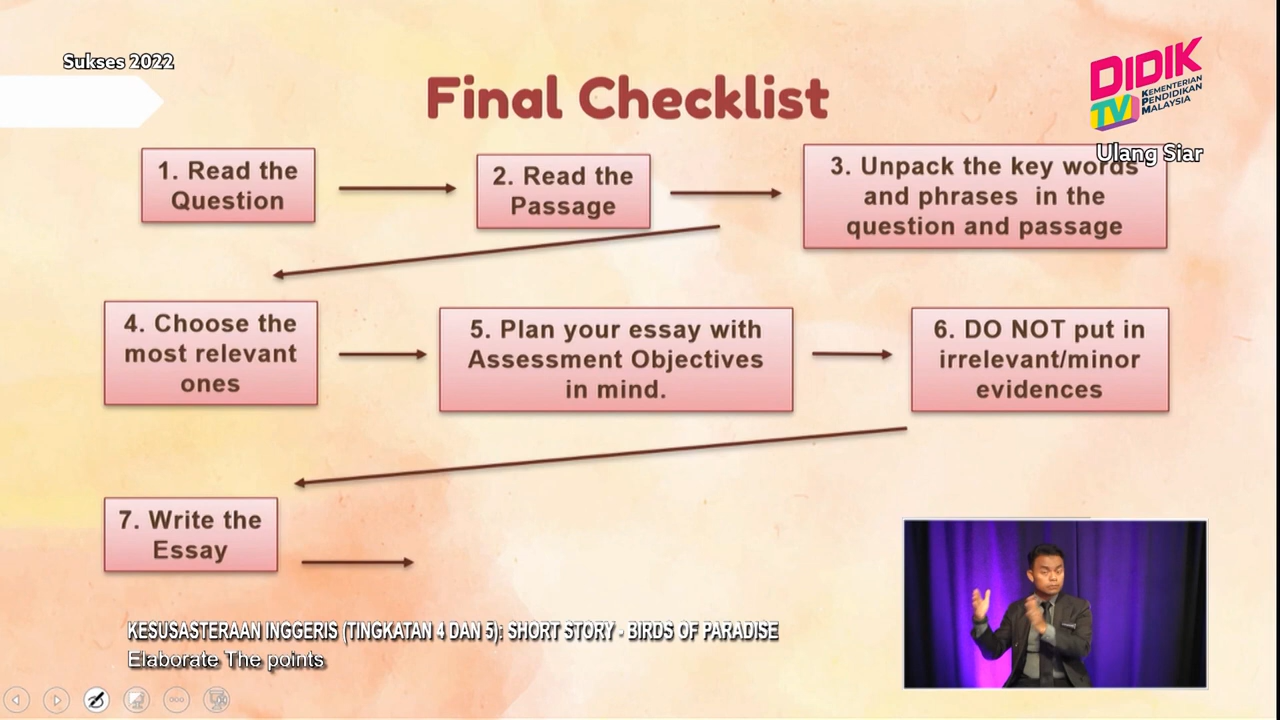 Sukses 2022
Final Checklist
DIDIK
TV
KEMENTERIAN
PENDIDIKAN
MALAYSIA
Ulang Siar
1. Read the
Question
2. Read the
Passage
3. Unpack the key words
and phrases in the
question and passage
4. Choose the
most relevant
ones
5. Plan your essay with
Assessment Objectives
in mind.
6. DO NOT put in
irrelevant/minor
evidences
7. Write the
Essay
KESUSASTERAAN INGGERIS (TINGKATAN 4 DAN 5): SHORT STORY - BIRDS OF PARADISE
Elaborate The points